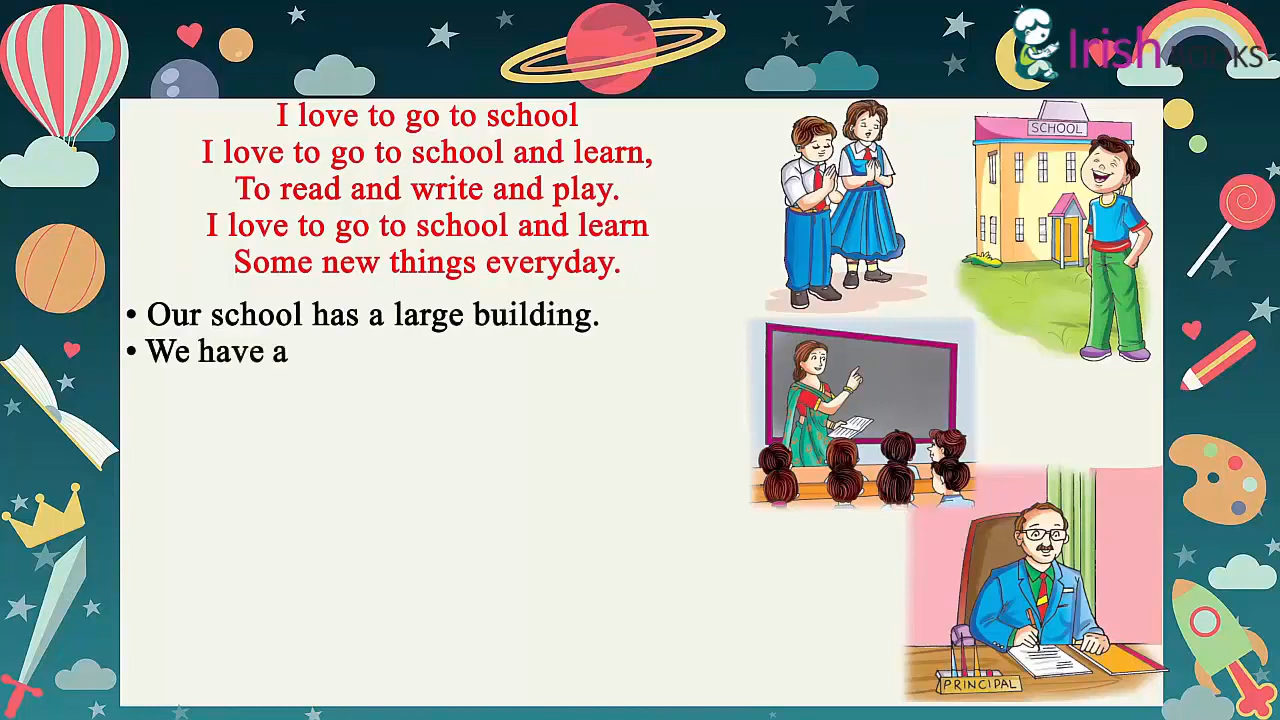 I love to go to school
I love to go to school and learn,
To read and write and play.
I love to go to school and learn
Some new things everyday.
• Our school has a large building.
• We have a
SCHOOL
PRINCIPAL
Irish BOOKS